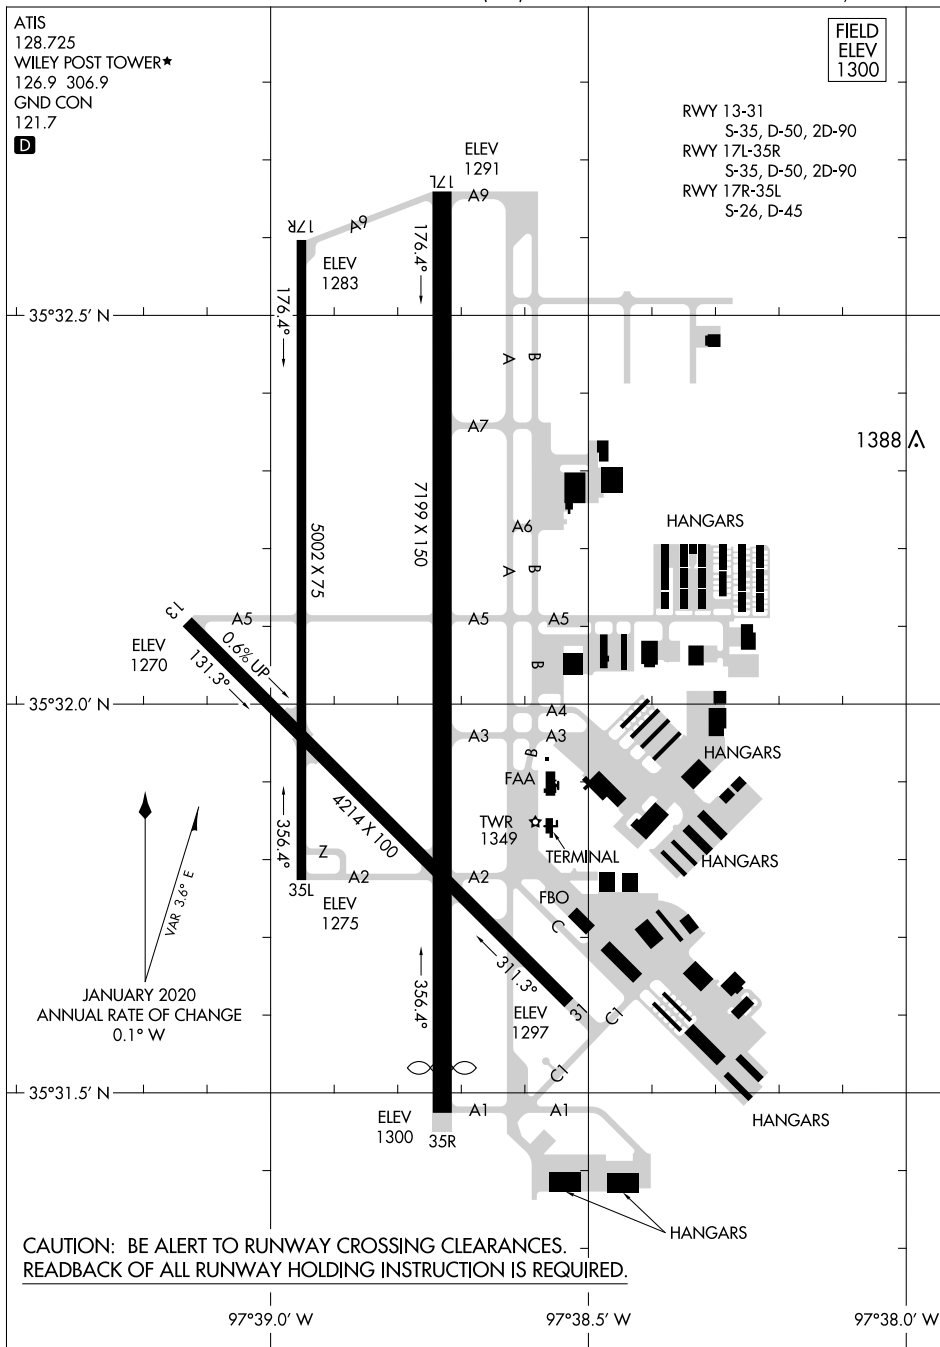 ATIS
128.725
WILEY POST TOWER★
126.9 306.9
GND CON
121.7
D
FIELD
ELEV
1300
RWY 13-31
S-35, D-50, 2D-90
RWY 17L-35R
S-35, D-50, 2D-90
RWY 17R-35L
S-26, D-45
ELEV
1291
17L
A9
A9
17R
ELEV
1283
176.4°
176.4°
35°32.5' N
A
B
A7
1388
7199 X 150
5002 X 75
A6
HANGARS
A
B
13
A5
A5
A5
ELEV
1270
0.6% UP
131.3°
B
35°32.0' N
A4
A3
A3
B
HANGARS
FAA
4214 X 100
356.4°
TWR
1349
TERMINAL
HANGARS
Z
A2
A2
35L
ELEV
1275
FBO
C
VAR 3.6° E
311.3°
356.4°
JANUARY 2020
ANNUAL RATE OF CHANGE
0.1° W
31
C1
ELEV
1297
C1
35°31.5' N
A1
A1
ELEV
1300
35R
HANGARS
HANGARS
CAUTION: BE ALERT TO RUNWAY CROSSING CLEARANCES.
READBACK OF ALL RUNWAY HOLDING INSTRUCTION IS REQUIRED.
97°39.0' W
97°38.5' W
97°38.0' W